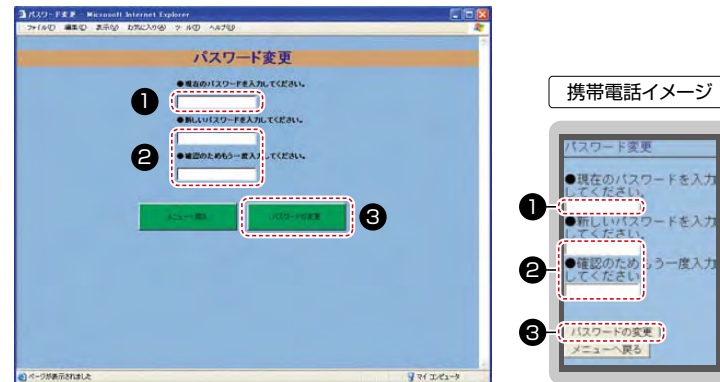 パスワード変更 - Microsoft Internet Explorer
ファイル(F) 編集(E) 表示(V) お気に入り(A) ツール(T) ヘルプ(H)
パスワード変更
●現在のパスワードを入力してください。
❶
●新しいパスワードを入力してください。
❷
●確認のためもう一度入力してください。
メニューへ戻る
パスワードの変更
❸
ページが表示されました
マイ コンピュータ
携帯電話イメージ
パスワード変更
●現在のパスワードを入力
してください。
❶
●新しいパスワードを入力
してください。
❷
●確認のためもう一度入力
してください。
❸
パスワードの変更
メニューへ戻る